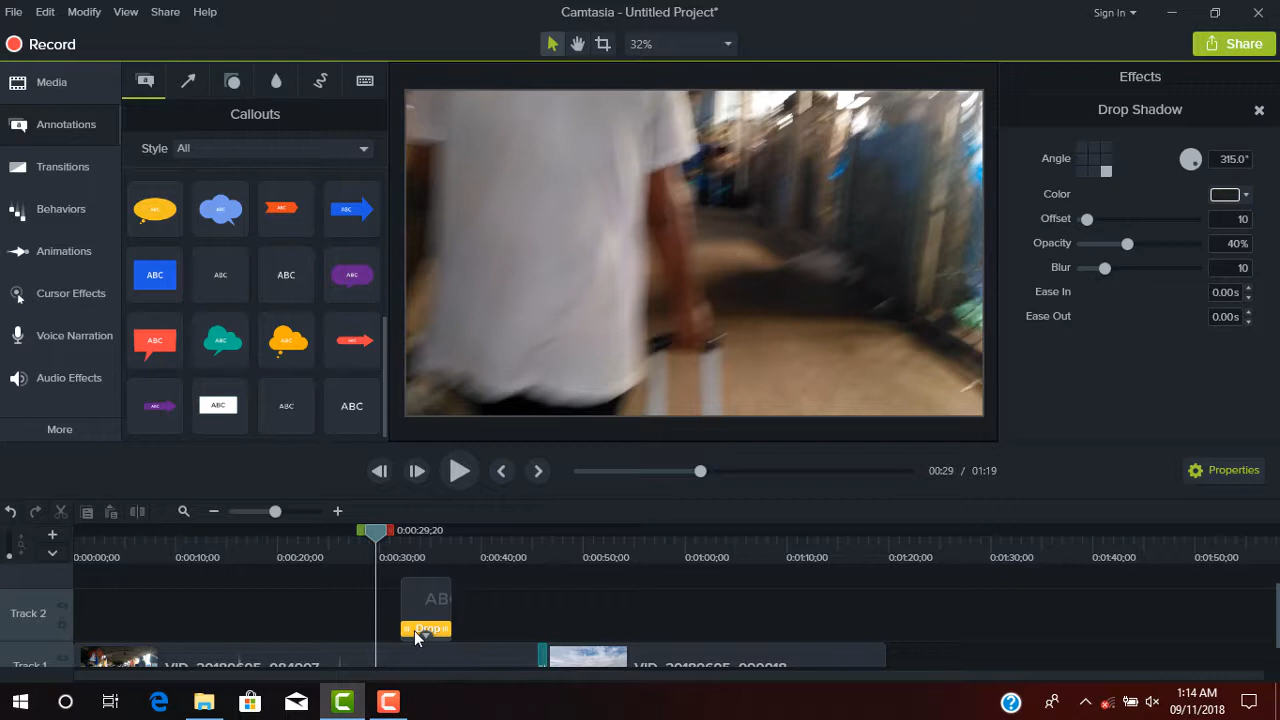 File Edit Modify View Share Help
Camtasia - Untitled Project*
Sign In
Record
32%
Share
Media
Annotations
Transitions
Behaviors
Animations
Cursor Effects
Voice Narration
Audio Effects
More
Callouts
Style All
ABC ABC
ABC ABC ABC ABC
ABC ABC ABC ABC
ABC ABC ABC ABC
Effects
Drop Shadow
Angle 315.0°
Color
Offset 10
Opacity 40%
Blur 10
Ease In 0.00s
Ease Out 0.00s
00:29 / 01:19
Properties
0:00:29;20
0:00:00;00 0:00:10;00 0:00:20;00 0:00:30;00 0:00:40;00 0:00:50;00 0:01:00;00 0:01:10;00 0:01:20;00 0:01:30;00 0:01:40;00 0:01:50;00
Track 2
ABC
Drop
Track 1
VID_20180605_084907
VID_20180605_090018
1:14 AM
09/11/2018